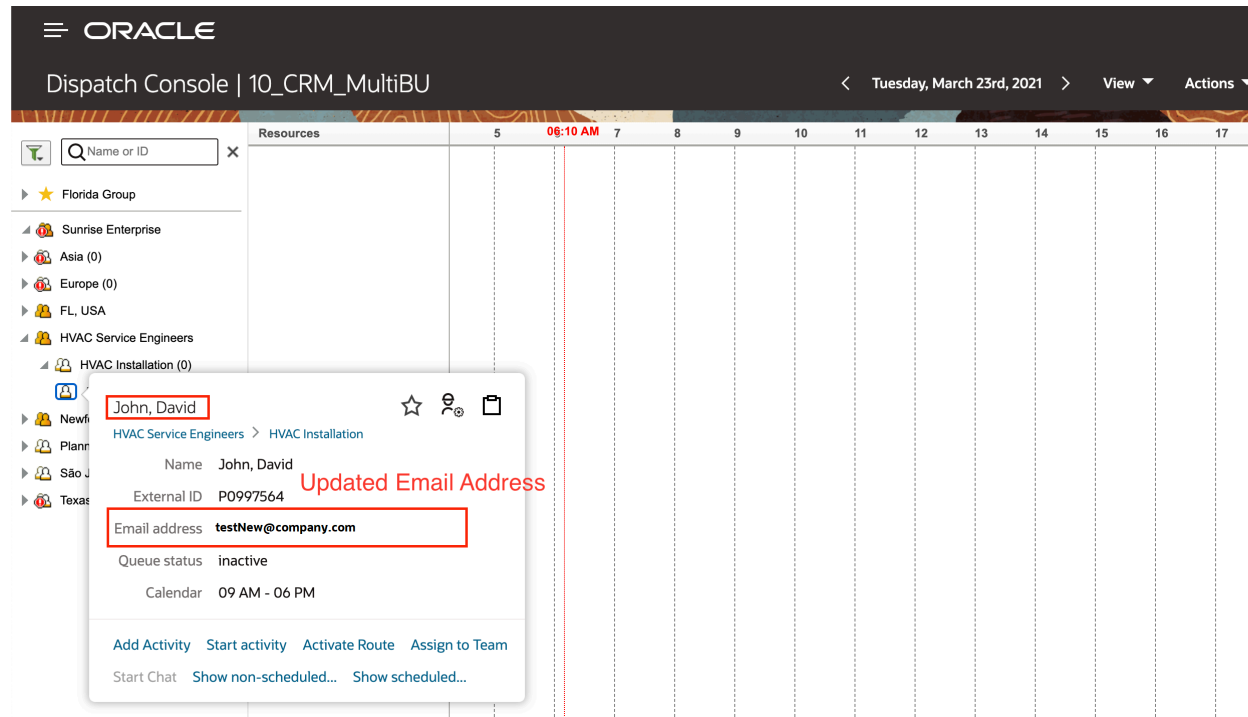 ORACLE
Dispatch Console | 10_CRM_MultiBU
Tuesday, March 23rd, 2021
View
Actions
Resources 5 06:10 AM 7 8 9 10 11 12 13 14 15 16 17
Name or ID
Florida Group
Sunrise Enterprise
Asia (0)
Europe (0)
FL, USA
HVAC Service Engineers
HVAC Installation (0)
John, David
HVAC Service Engineers > HVAC Installation
Name John, David
Updated Email Address
External ID P0997564
Email address testNew@company.com
Queue status inactive
Calendar 09 AM - 06 PM
Add Activity Start activity Activate Route Assign to Team
Start Chat Show non-scheduled... Show scheduled...
São
Texas